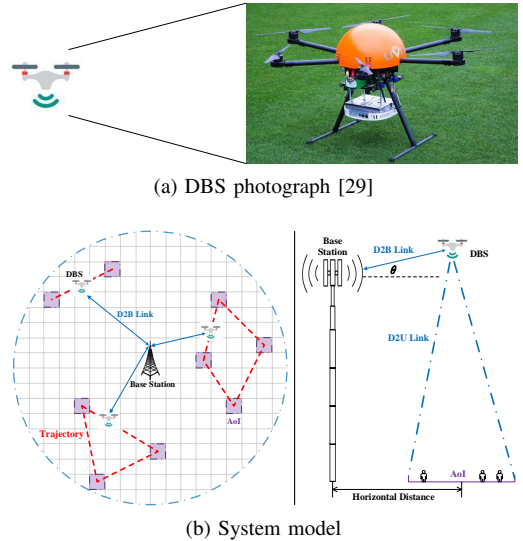 (a) DBS photograph [29]
DBS
D2B Link
Base Station
Trajectory
AoI
Base
Station
D2B Link
DBS
θ
D2U Link
AoI
Horizontal Distance
(b) System model